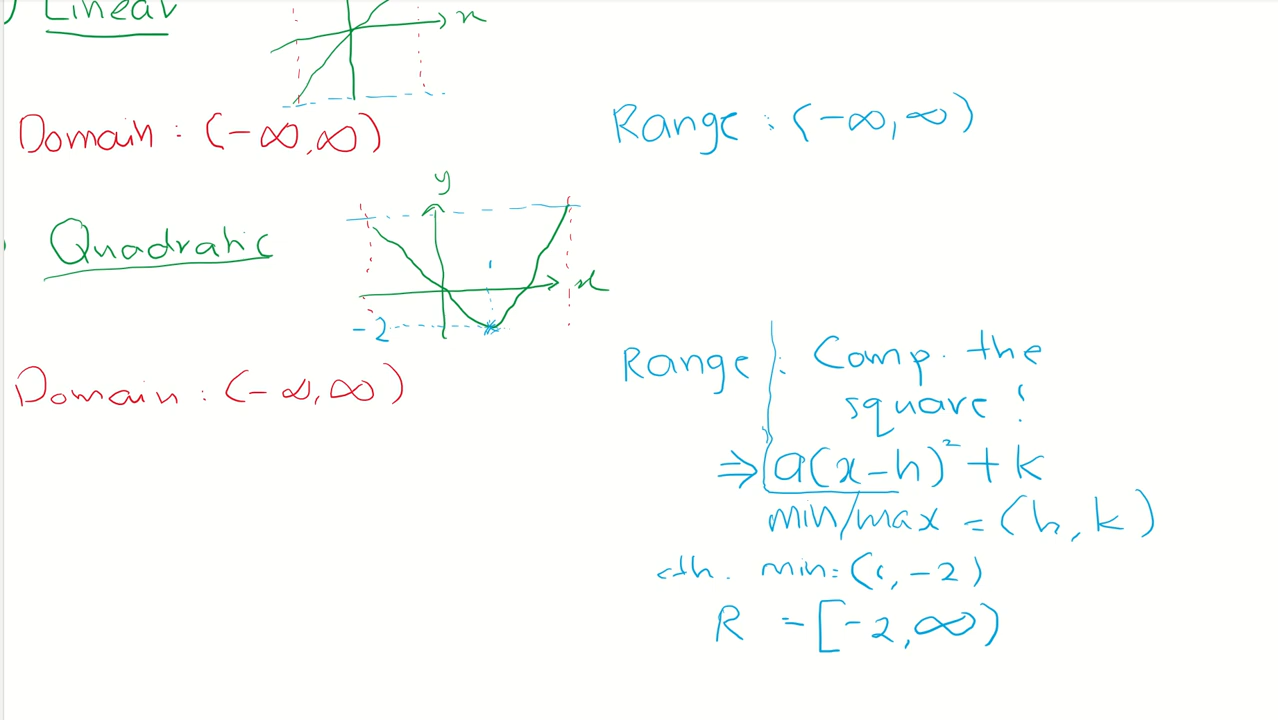 ) Linear
x
Domain : (-∞,∞)
Range : (-∞,∞)
y
Quadratic
x
-2
Range : Comp. the
square !
Domain : (-∞,∞)
⇒ a(x-h)² + k
min/max = (h, k)
min: (1, -2)
R = [-2,∞)